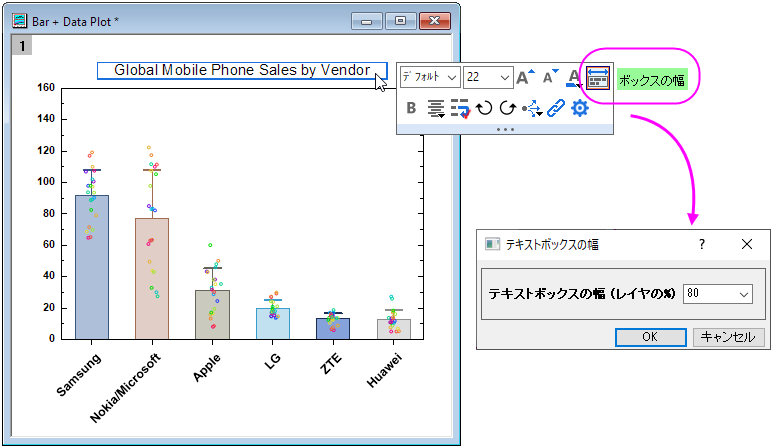 Bar + Data Plot *
1
Global Mobile Phone Sales by Vendor
デフォルト 22
ボックスの幅
B
160
140
120
100
80
60
40
20
0
Samsung
Nokia/Microsoft
Apple
LG
ZTE
Huawei
テキストボックスの幅
テキストボックスの幅 (レイヤの%) 80
OK キャンセル